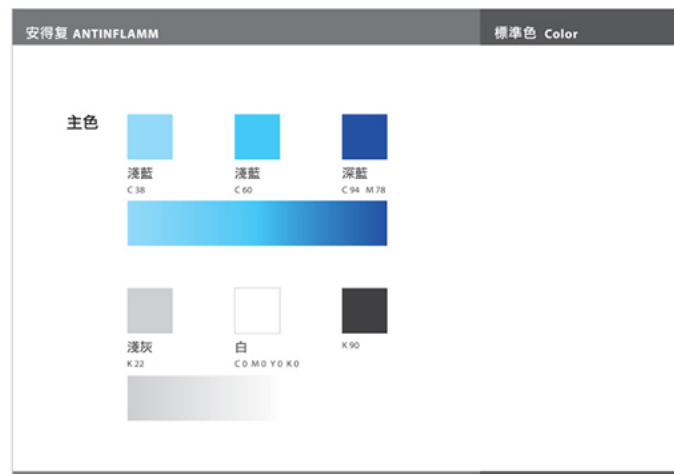 安得复 ANTINFLAMM
標準色 Color
主色
淺藍
C 38
淺藍
C 60
深藍
C 94 M 78
淺灰
K 22
白
C 0 M 0 Y 0 K 0
K 90